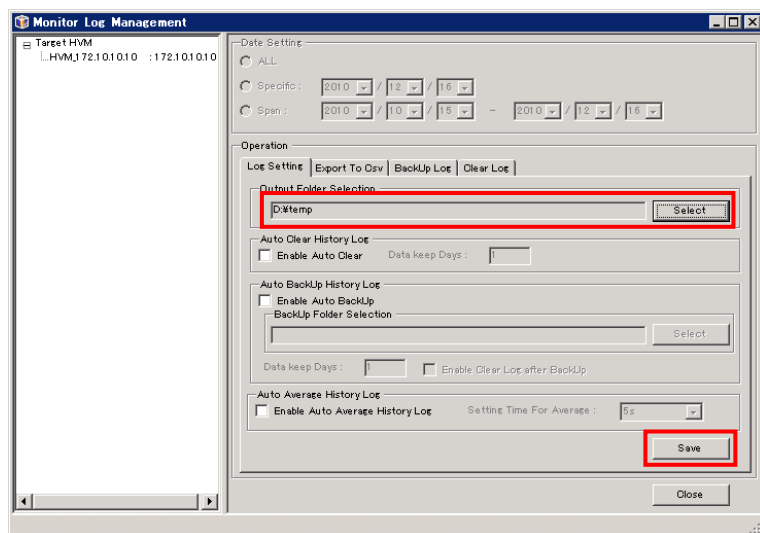 Monitor Log Management
Target HVM
HVM_172.10.10.10 : 172.10.10.10
Date Setting
ALL
Specific : 2010 / 12 / 16
Span : 2010 / 10 / 15 - 2010 / 12 / 16
Operation
Log Setting Export To Csv BackUp Log Clear Log
Output Folder Selection
D:¥temp Select
Auto Clear History Log
Enable Auto Clear Data keep Days : 1
Auto BackUp History Log
Enable Auto BackUp
BackUp Folder Selection
Select
Data keep Days : 1 Enable Clear Log after BackUp
Auto Average History Log
Enable Auto Average History Log Setting Time For Average : 5s
Save
Close